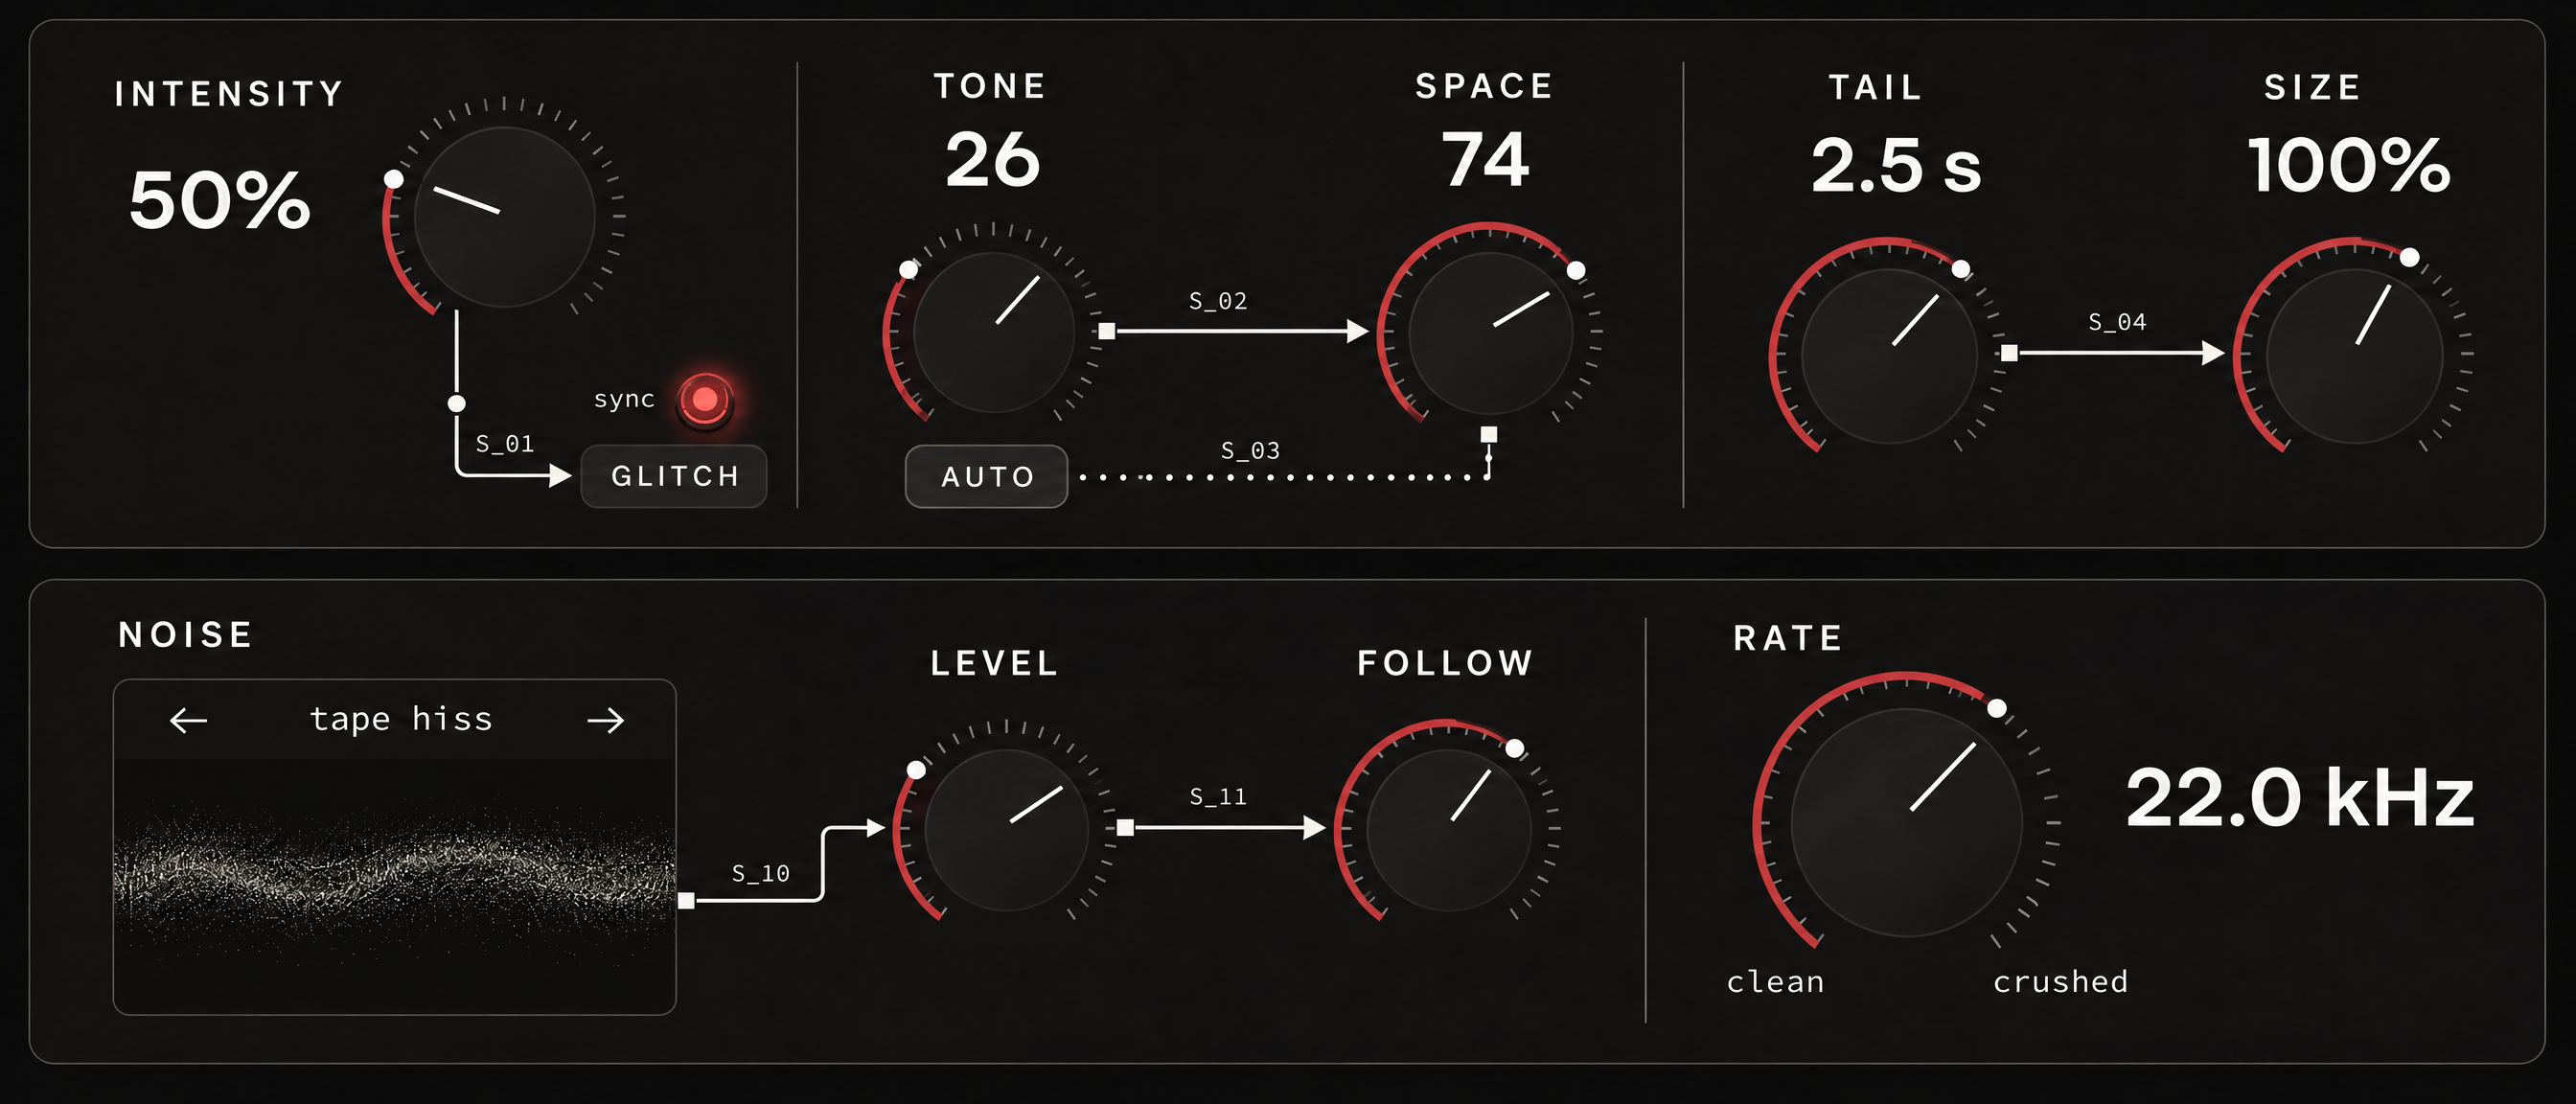 INTENSITY
50%
sync
S_01
GLITCH
TONE
26
S_02
SPACE
74
AUTO
S_03
TAIL
2.5 s
S_04
SIZE
100%
NOISE
tape hiss
S_10
LEVEL
S_11
FOLLOW
RATE
22.0 kHz
clean
crushed